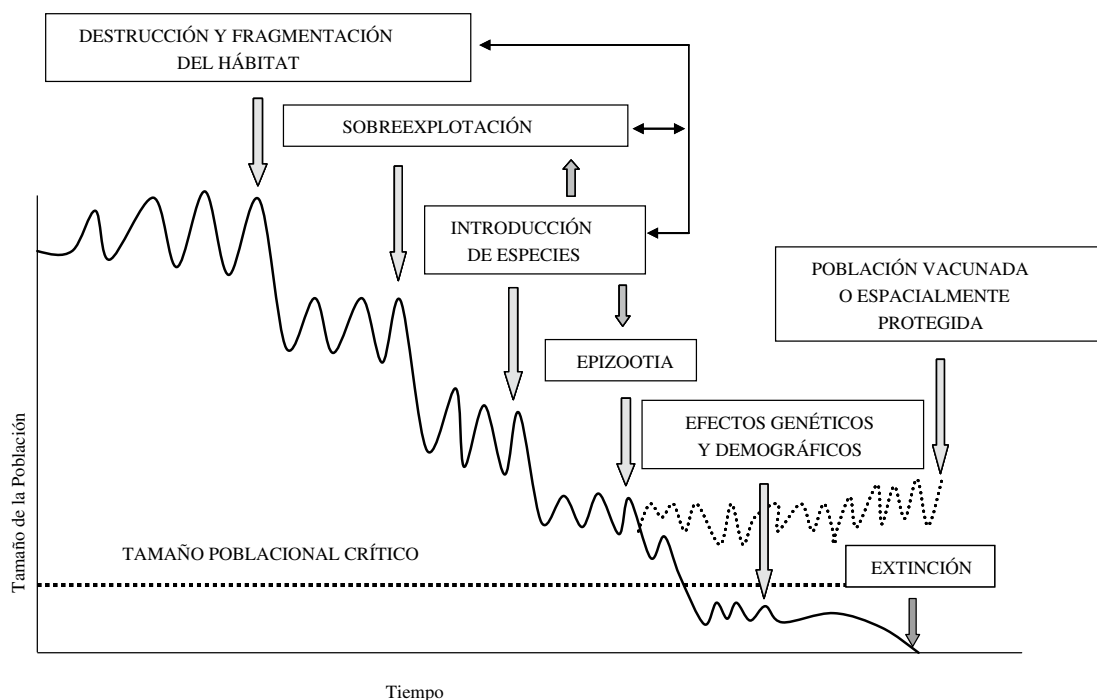 DESTRUCCIÓN Y FRAGMENTACIÓN
DEL HÁBITAT
SOBREEXPLOTACIÓN
INTRODUCCIÓN
DE ESPECIES
POBLACIÓN VACUNADA
O ESPACIALMENTE
PROTEGIDA
EPIZOOTIA
EFECTOS GENÉTICOS
Y DEMOGRÁFICOS
TAMAÑO POBLACIONAL CRÍTICO
EXTINCIÓN
Tamaño de la Población
Tiempo